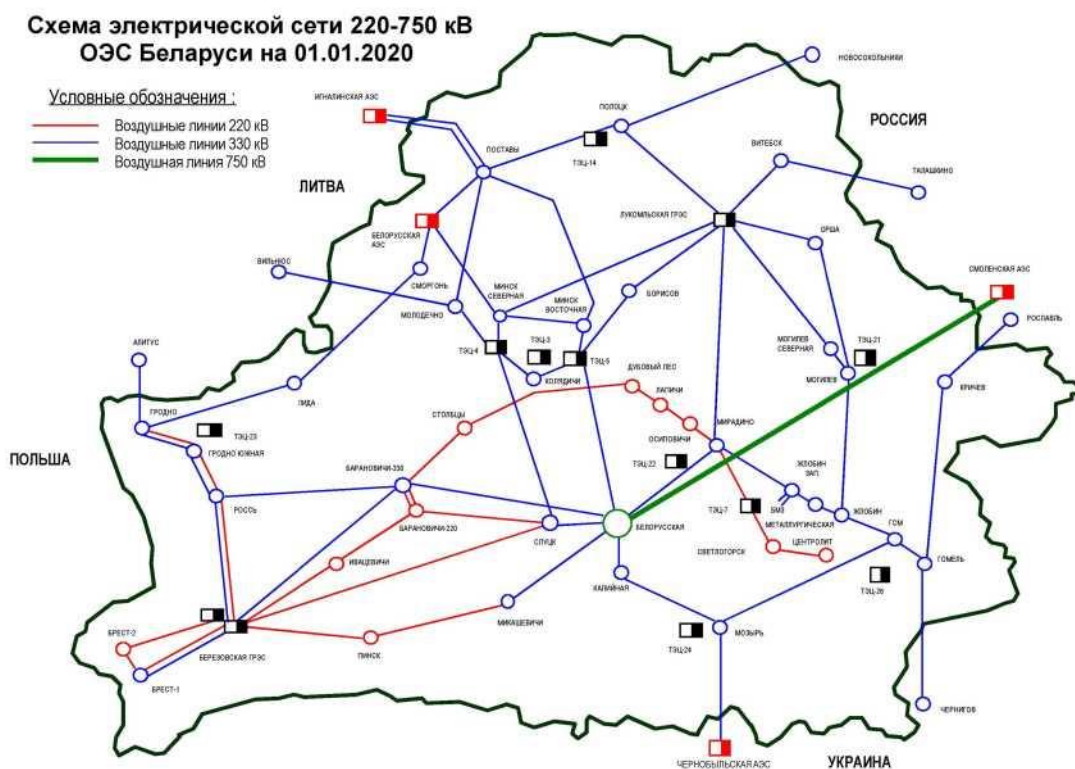 Схема электрической сети 220-750 кВ
ОЭС Беларуси на 01.01.2020
Условные обозначения :
Воздушные линии 220 кВ
Воздушные линии 330 кВ
Воздушная линия 750 кВ
НОВОСОКОЛЬНИКИ
ИГНАЛИНСКАЯ АЭС
ПОЛОЦК
РОССИЯ
ТЭЦ-14
ПОСТАВЫ
ВИТЕБСК
ТАЛАШКИНО
ЛИТВА
ЛУКОМЛЬСКАЯ ГРЭС
БЕЛОРУССКАЯ
АЭС
ОРША
ВИЛЬНЮС
СМОРГОНЬ
СМОЛЕНСКАЯ АЭС
МИНСК
СЕВЕРНАЯ
БОРИСОВ
МИНСК
ВОСТОЧНАЯ
МОЛОДЕЧНО
РОСЛАВЛЬ
АЛИТУС
ТЭЦ-4
ТЭЦ-3
ТЭЦ-5
МОГИЛЕВ
СЕВЕРНАЯ
ТЭЦ-21
КОЛЯДИЧИ
ДУБОВЫЙ ЛЕС
МОГИЛЕВ
КРИЧЕВ
ЛИДА
ЛАПИЧИ
ГРОДНО
СТОЛБЦЫ
МИРАДИНО
ТЭЦ-23
ОСИПОВИЧИ
ГРОДНО ЮЖНАЯ
ПОЛЬША
ТЭЦ-22
БАРАНОВИЧИ-330
ЖЛОБИН
ЗАП.
РОССЬ
ТЭЦ-7
БМЗ
ЖЛОБИН
БАРАНОВИЧИ-220
БЕЛОРУССКАЯ
МЕТАЛЛУРГИЧЕСКАЯ
СЛУЦК
ГОМ
СВЕТЛОГОРСК
ЦЕНТРОЛИТ
ИВАЦЕВИЧИ
ГОМЕЛЬ
КАЛИЙНАЯ
МИКАШЕВИЧИ
МОЗЫРЬ
БРЕСТ-2
ТЭЦ-24
БЕРЕЗОВСКАЯ ГРЭС
ПИНСК
БРЕСТ-1
ЧЕРНИГОВ
ЧЕРНОБЫЛЬСКАЯ АЭС
УКРАИНА